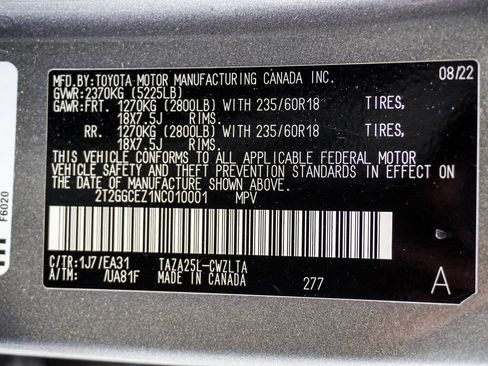 MFD.BY:TOYOTA MOTOR MANUFACTURING CANADA INC. 08/22
GVWR:2370KG (5225LB)
GAWR:FRT. 1270KG (2800LB) WITH 235/60R18 TIRES,
18X7.5J RIMS.
RR. 1270KG (2800LB) WITH 235/60R18 TIRES,
18X7.5J RIMS.
THIS VEHICLE CONFORMS TO ALL APPLICABLE FEDERAL MOTOR
VEHICLE SAFETY AND THEFT PREVENTION STANDARDS IN EFFECT
ON THE DATE OF MANUFACTURE SHOWN ABOVE.
2T2GGCEZ1NC010001 MPV
C/TR:1J7/EA31 TAZA25L-CWZLTA
A/TM: /UA81F MADE IN CANADA 277 A
F6020